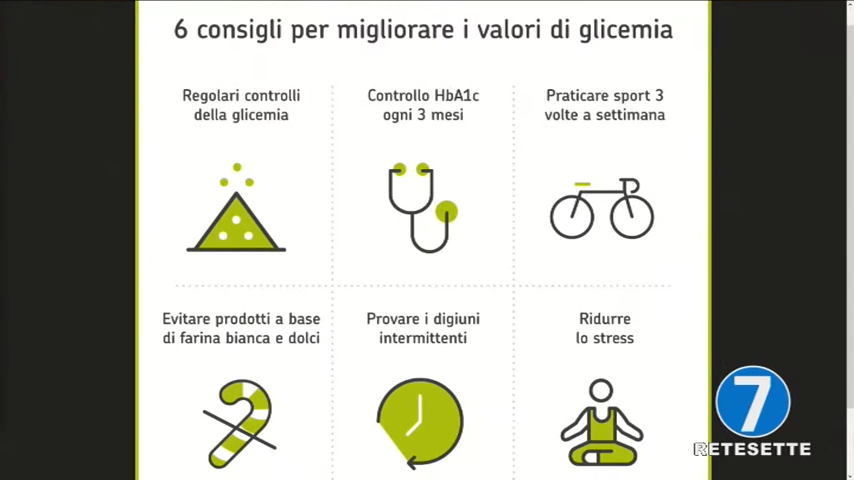 6 consigli per migliorare i valori di glicemia
Regolari controlli
della glicemia
Controllo HbA1c
ogni 3 mesi
Praticare sport 3
volte a settimana
Evitare prodotti a base
di farina bianca e dolci
Provare i digiuni
intermittenti
Ridurre
lo stress
7
RETESETTE